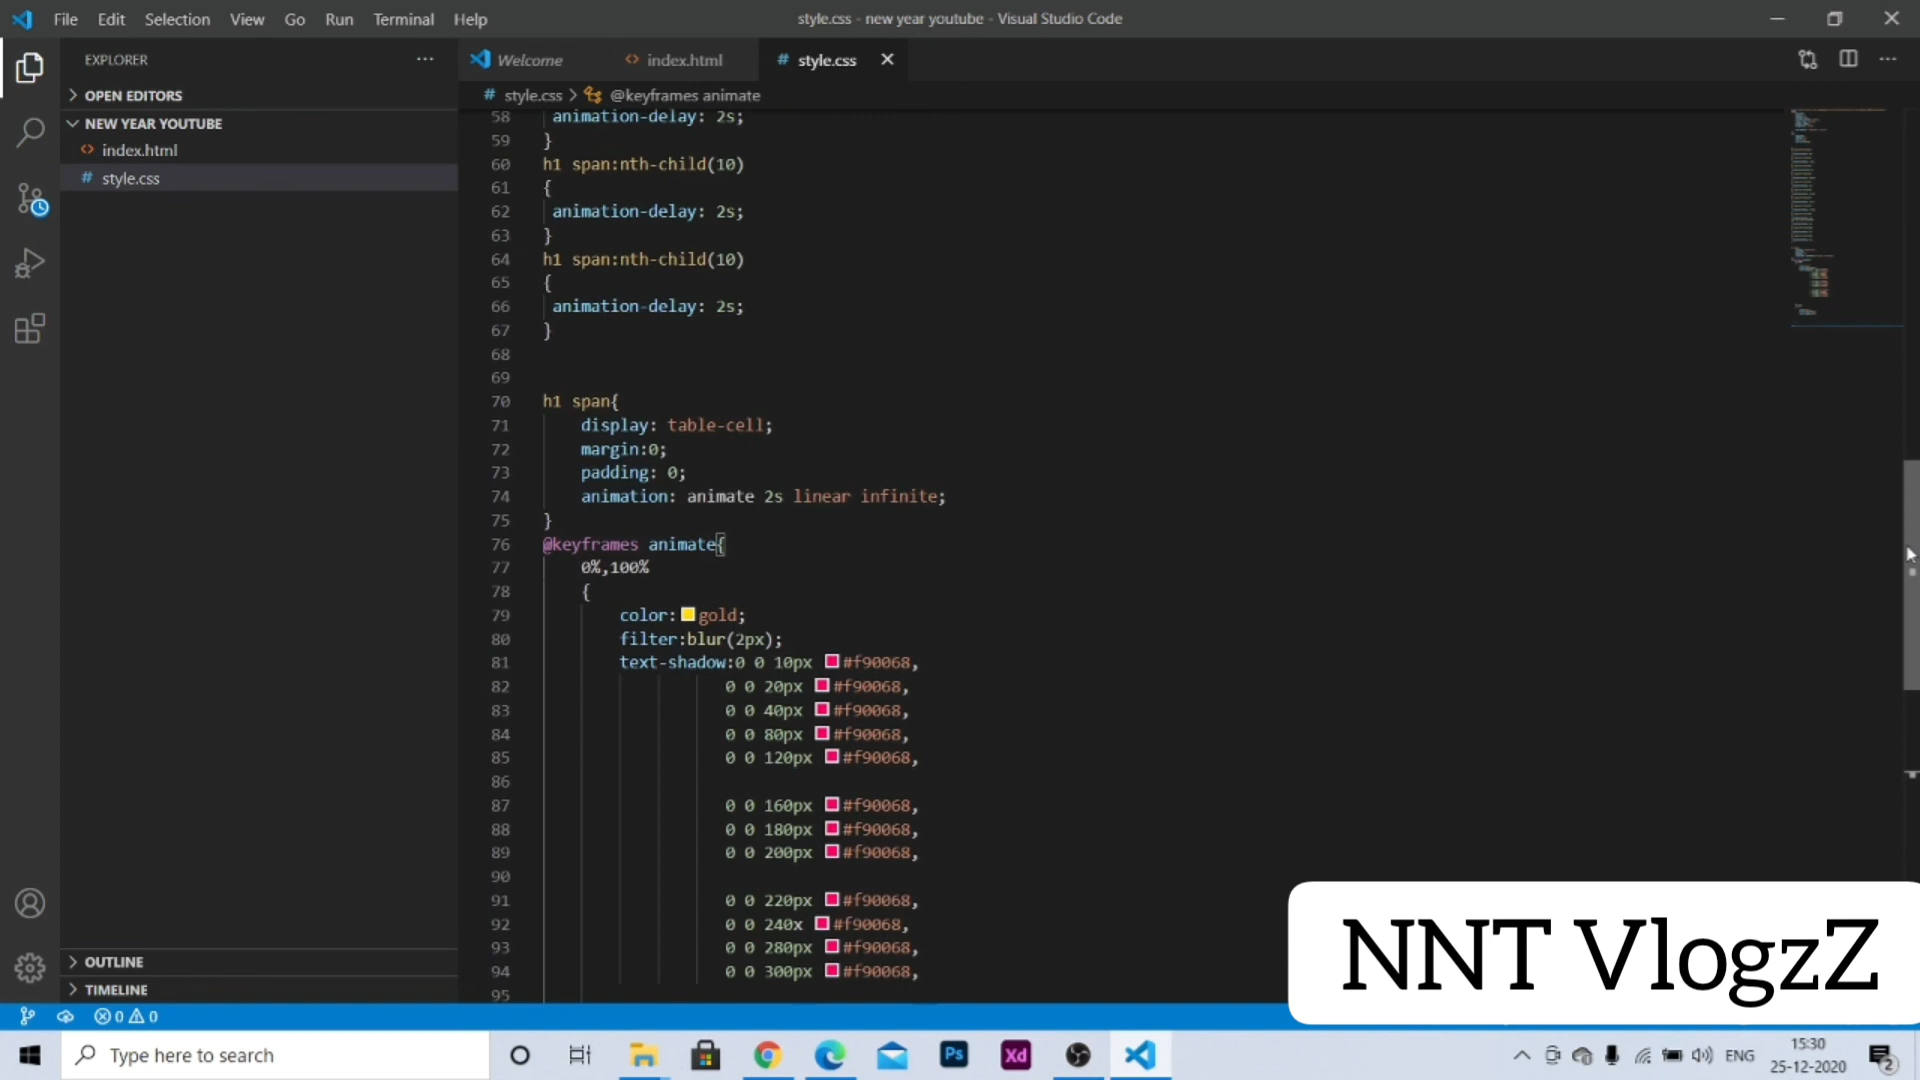 File Edit Selection View Go Run Terminal Help
style.css - new year youtube - Visual Studio Code
EXPLORER
OPEN EDITORS
NEW YEAR YOUTUBE
index.html
# style.css
OUTLINE
TIMELINE
Welcome
index.html
# style.css
# style.css > @keyframes animate
58 animation-delay: 2s;
59 }
60 h1 span:nth-child(10)
61 {
62 animation-delay: 2s;
63 }
64 h1 span:nth-child(10)
65 {
66 animation-delay: 2s;
67 }
68
69
70 h1 span{
71 display: table-cell;
72 margin:0;
73 padding: 0;
74 animation: animate 2s linear infinite;
75 }
76 @keyframes animate{
77 0%,100%
78 {
79 color: gold;
80 filter:blur(2px);
81 text-shadow:0 0 10px #f90068,
82 0 0 20px #f90068,
83 0 0 40px #f90068,
84 0 0 80px #f90068,
85 0 0 120px #f90068,
86
87 0 0 160px #f90068,
88 0 0 180px #f90068,
89 0 0 200px #f90068,
90
91 0 0 220px #f90068,
92 0 0 240x #f90068,
93 0 0 280px #f90068,
94 0 0 300px #f90068,
95
NNT VlogzZ
0 0
Type here to search
Ps
Xd
ENG
15:30
25-12-2020
2